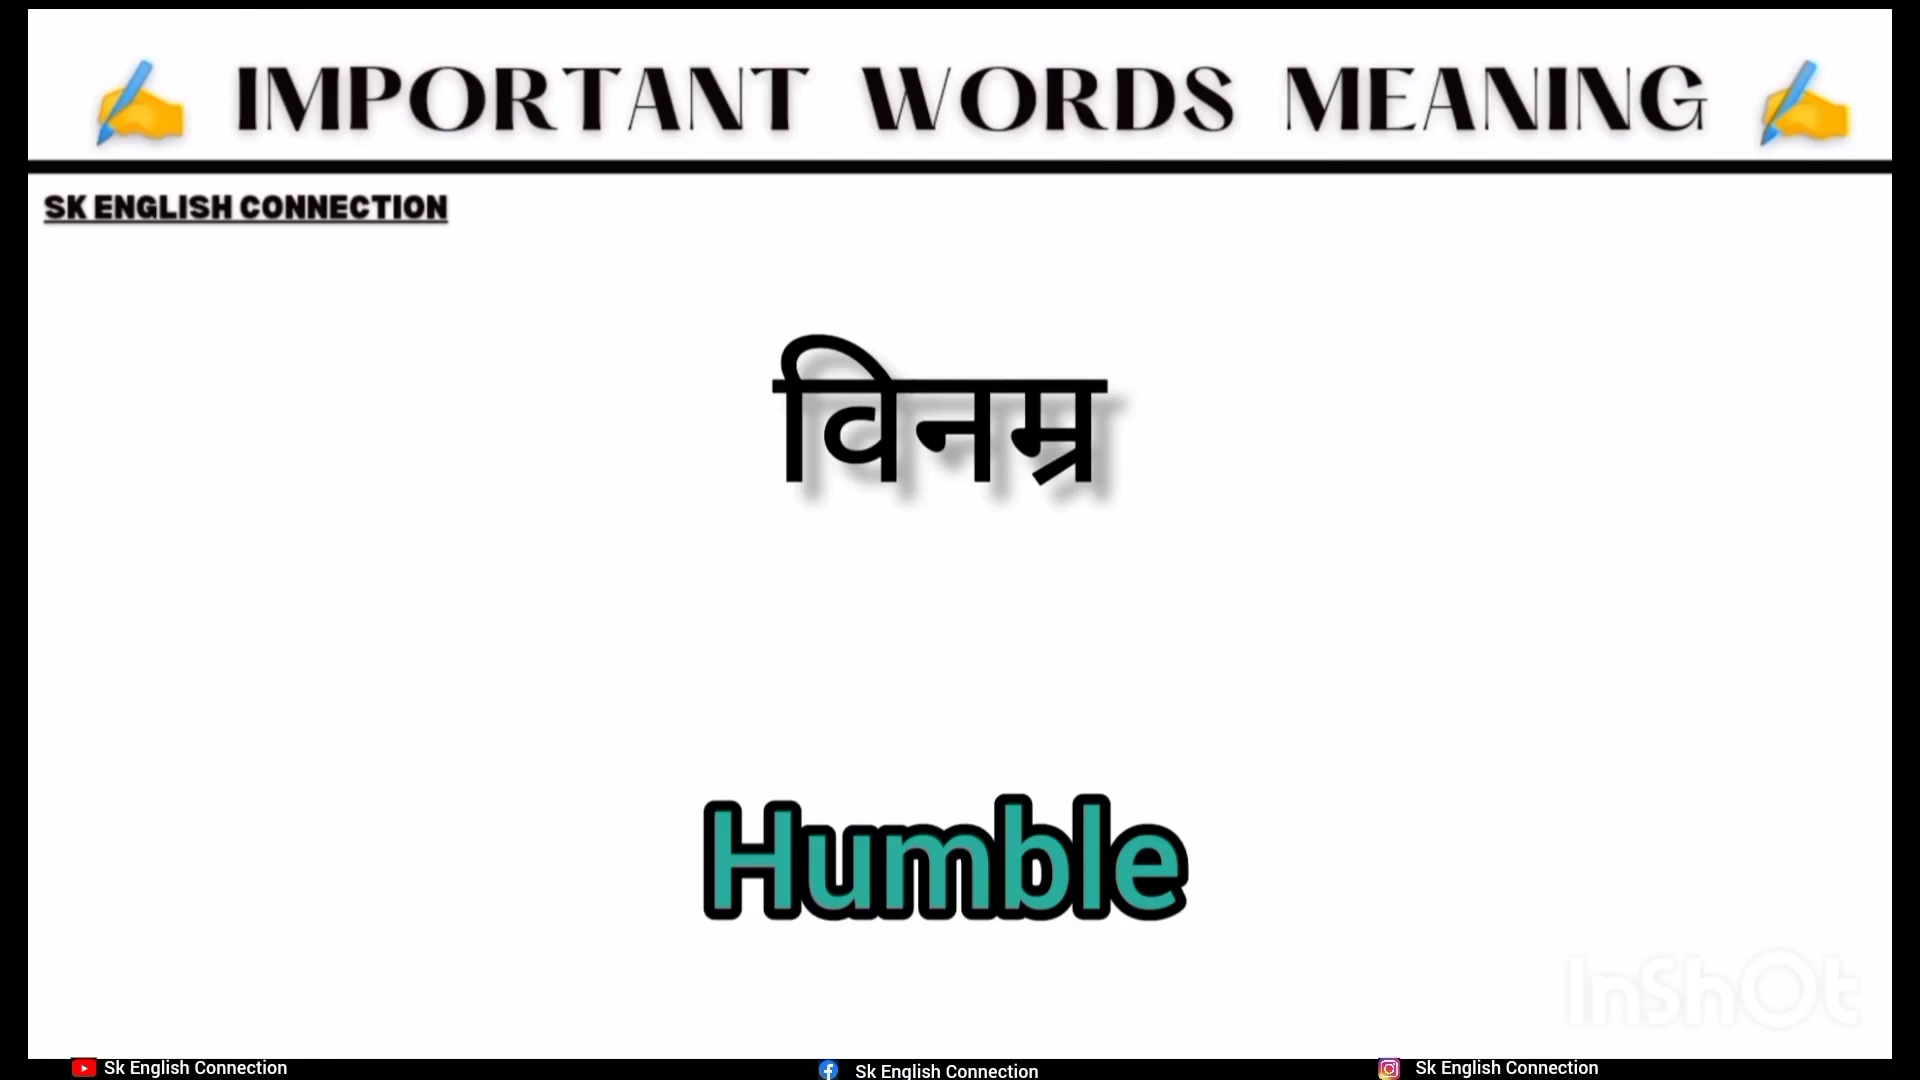 ✍ IMPORTANT WORDS MEANING ✍
SK ENGLISH CONNECTION
विनम्र
Humble
InShOt
Sk English Connection
Sk English Connection
Sk English Connection